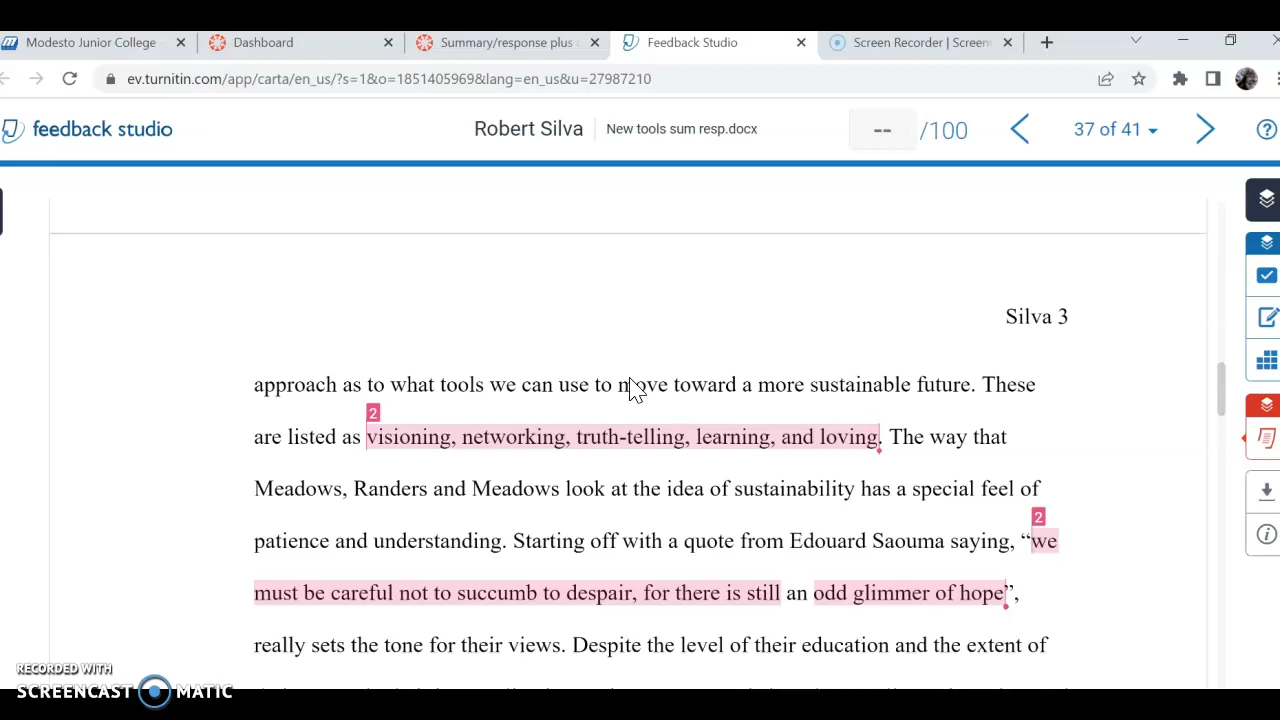 Modesto Junior College
Dashboard
Summary/response plus
Feedback Studio
Screen Recorder | Screen
ev.turnitin.com/app/carta/en_us/?s=1&o=1851405969&lang=en_us&u=27987210
feedback studio
Robert Silva
New tools sum resp.docx
-- /100
37 of 41
Silva 3
approach as to what tools we can use to move toward a more sustainable future. These
2
are listed as visioning, networking, truth-telling, learning, and loving. The way that
Meadows, Randers and Meadows look at the idea of sustainability has a special feel of
2
patience and understanding. Starting off with a quote from Edouard Saouma saying, “we
must be careful not to succumb to despair, for there is still an odd glimmer of hope”,
really sets the tone for their views. Despite the level of their education and the extent of
RECORDED WITH
SCREENCAST MATIC